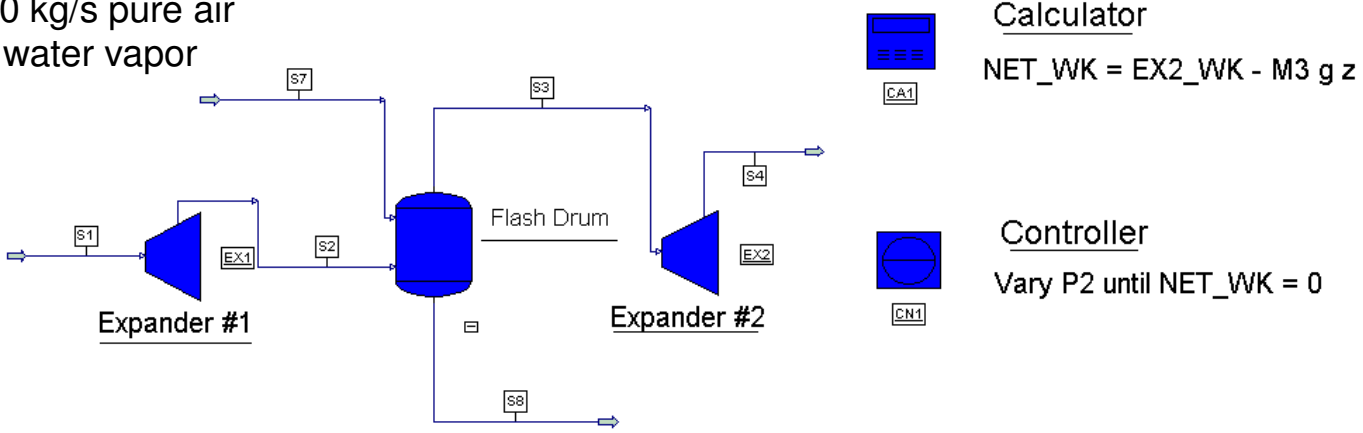 0 kg/s pure air
water vapor
Calculator
NET_WK = EX2_WK - M3 g z
CA1
S7
S3
S4
Flash Drum
S1
EX1
S2
EX2
Expander #1
Expander #2
Controller
Vary P2 until NET_WK = 0
CN1
S8